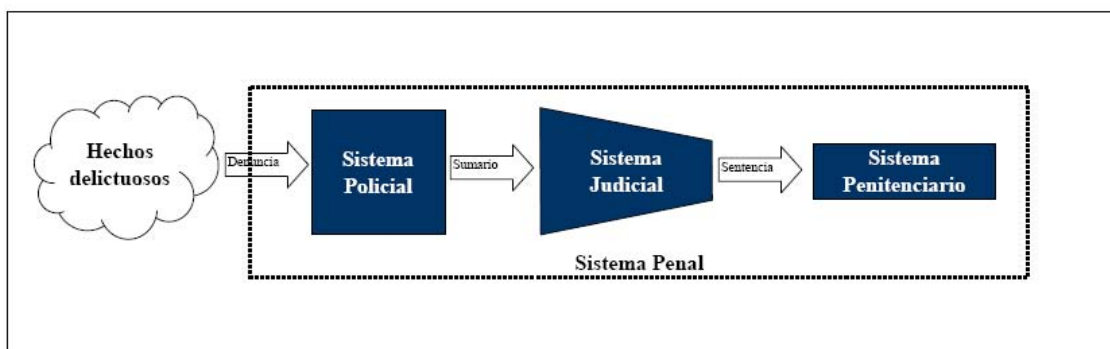 Hechos
delictuosos
Denuncia
Sistema
Policial
Sumario
Sistema
Judicial
Sentencia
Sistema
Penitenciario
Sistema Penal